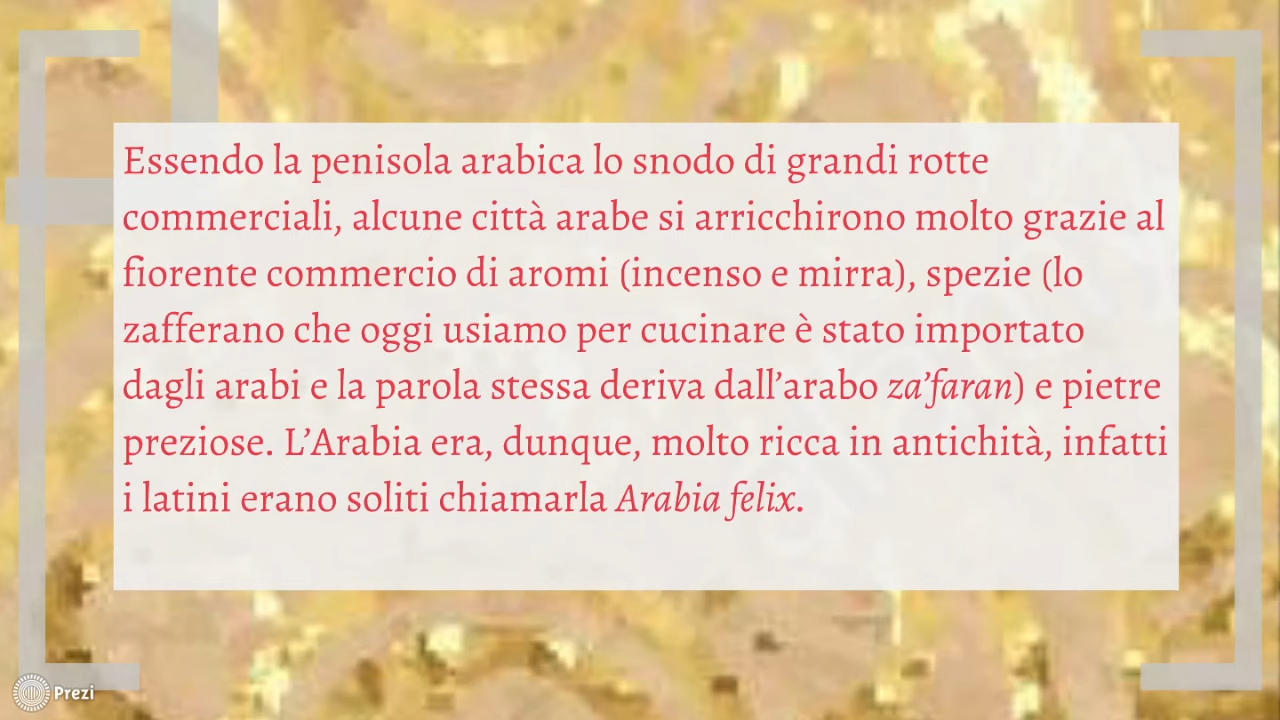 Essendo la penisola arabica lo snodo di grandi rotte
commerciali, alcune città arabe si arricchirono molto grazie al
fiorente commercio di aromi (incenso e mirra), spezie (lo
zafferano che oggi usiamo per cucinare è stato importato
dagli arabi e la parola stessa deriva dall’arabo za’faran) e pietre
preziose. L’Arabia era, dunque, molto ricca in antichità, infatti
i latini erano soliti chiamarla Arabia felix.
Prezi